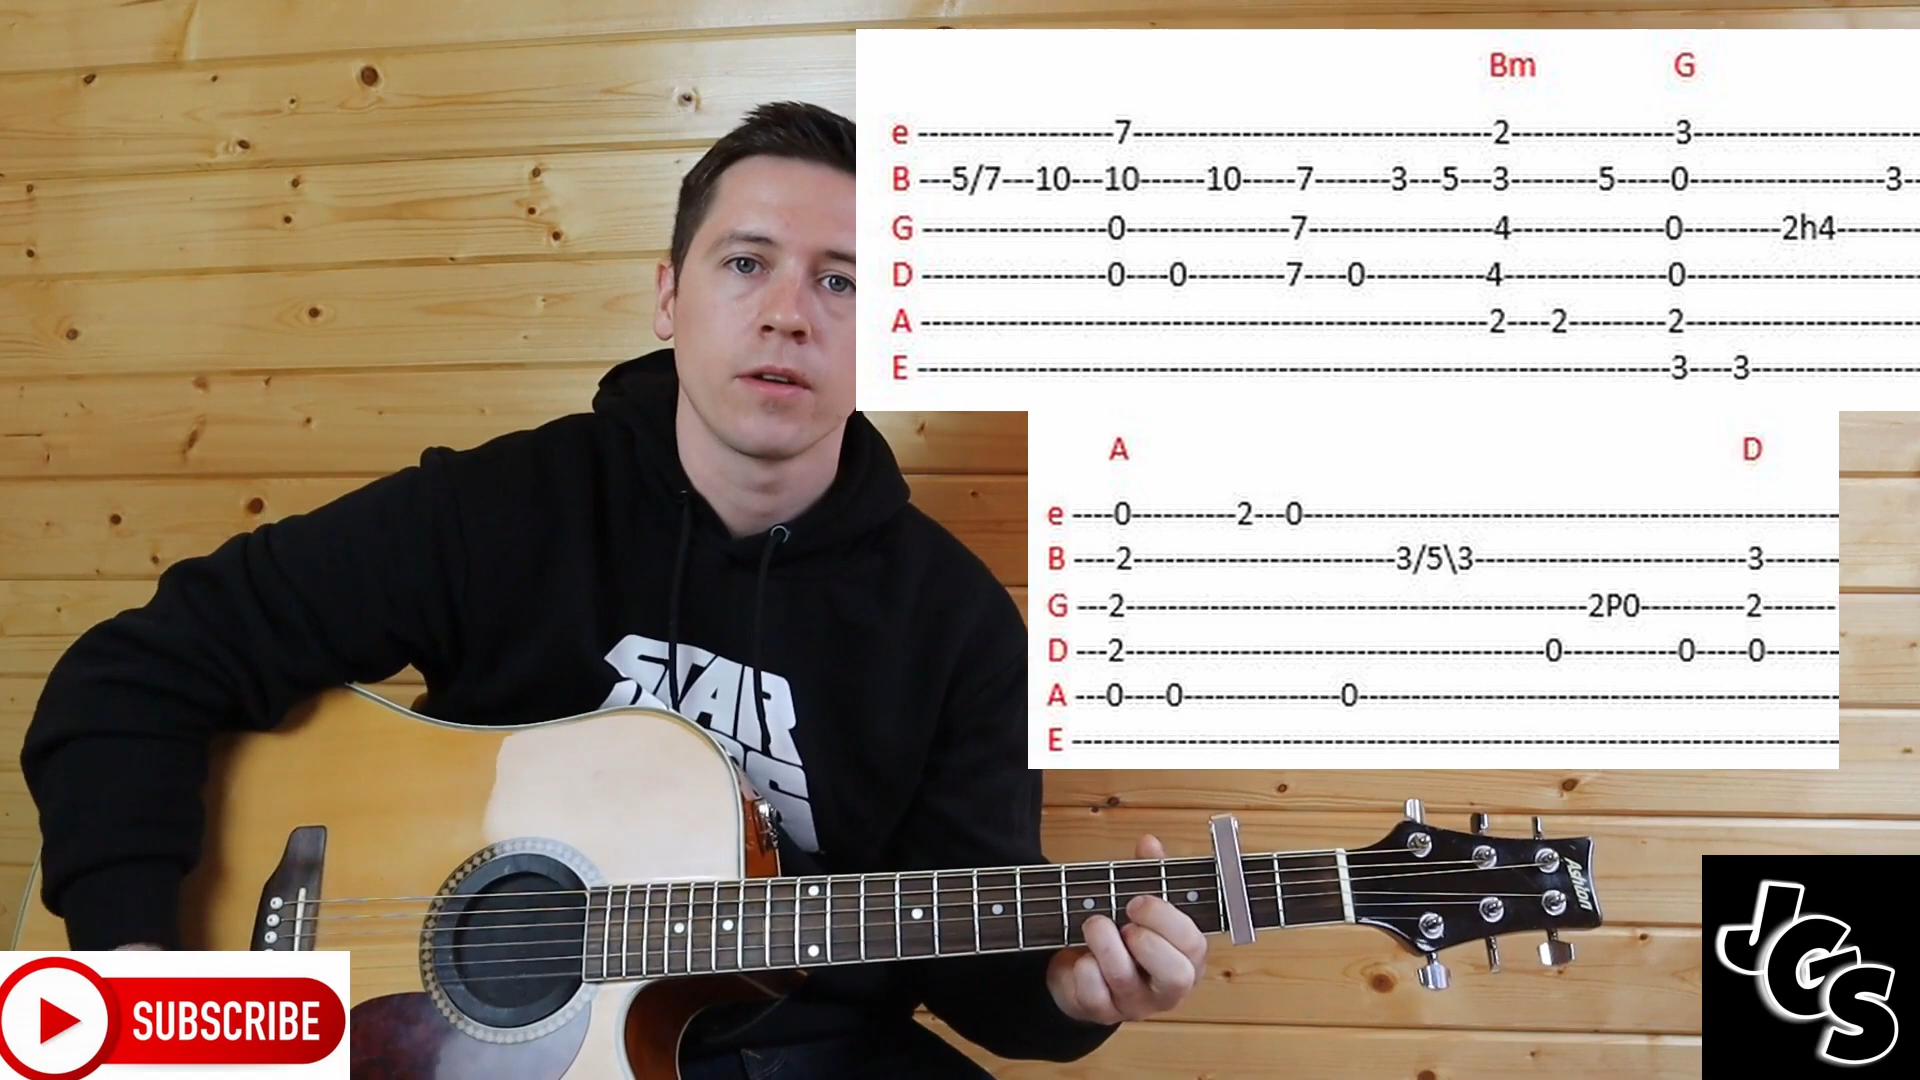 Bm G
e -------------------7-----------------------------------2-----------------3-----------------------
B ---5/7---10---10------10-----7-------3---5---3---------5-----0------------------3--
G -------------------0----------------7------------------4----------------0----------2h4---------
D -------------------0----0----------7----0------------4-----------------0-----------------------
A --------------------------------------------------------2----2----------2-----------------------
E --------------------------------------------------------------------------3----3-----------------
A D
e ----0----------2---0----------------------------------------------------
B ----2--------------------------3/5\3----------------------------3-------
G ---2----------------------------------------------2P0----------2------
D ---2------------------------------------------0-----------0-----0-------
A ---0----0---------------0-----------------------------------------------
E --------------------------------------------------------------------------
STAR
Ashton
SUBSCRIBE
JGS